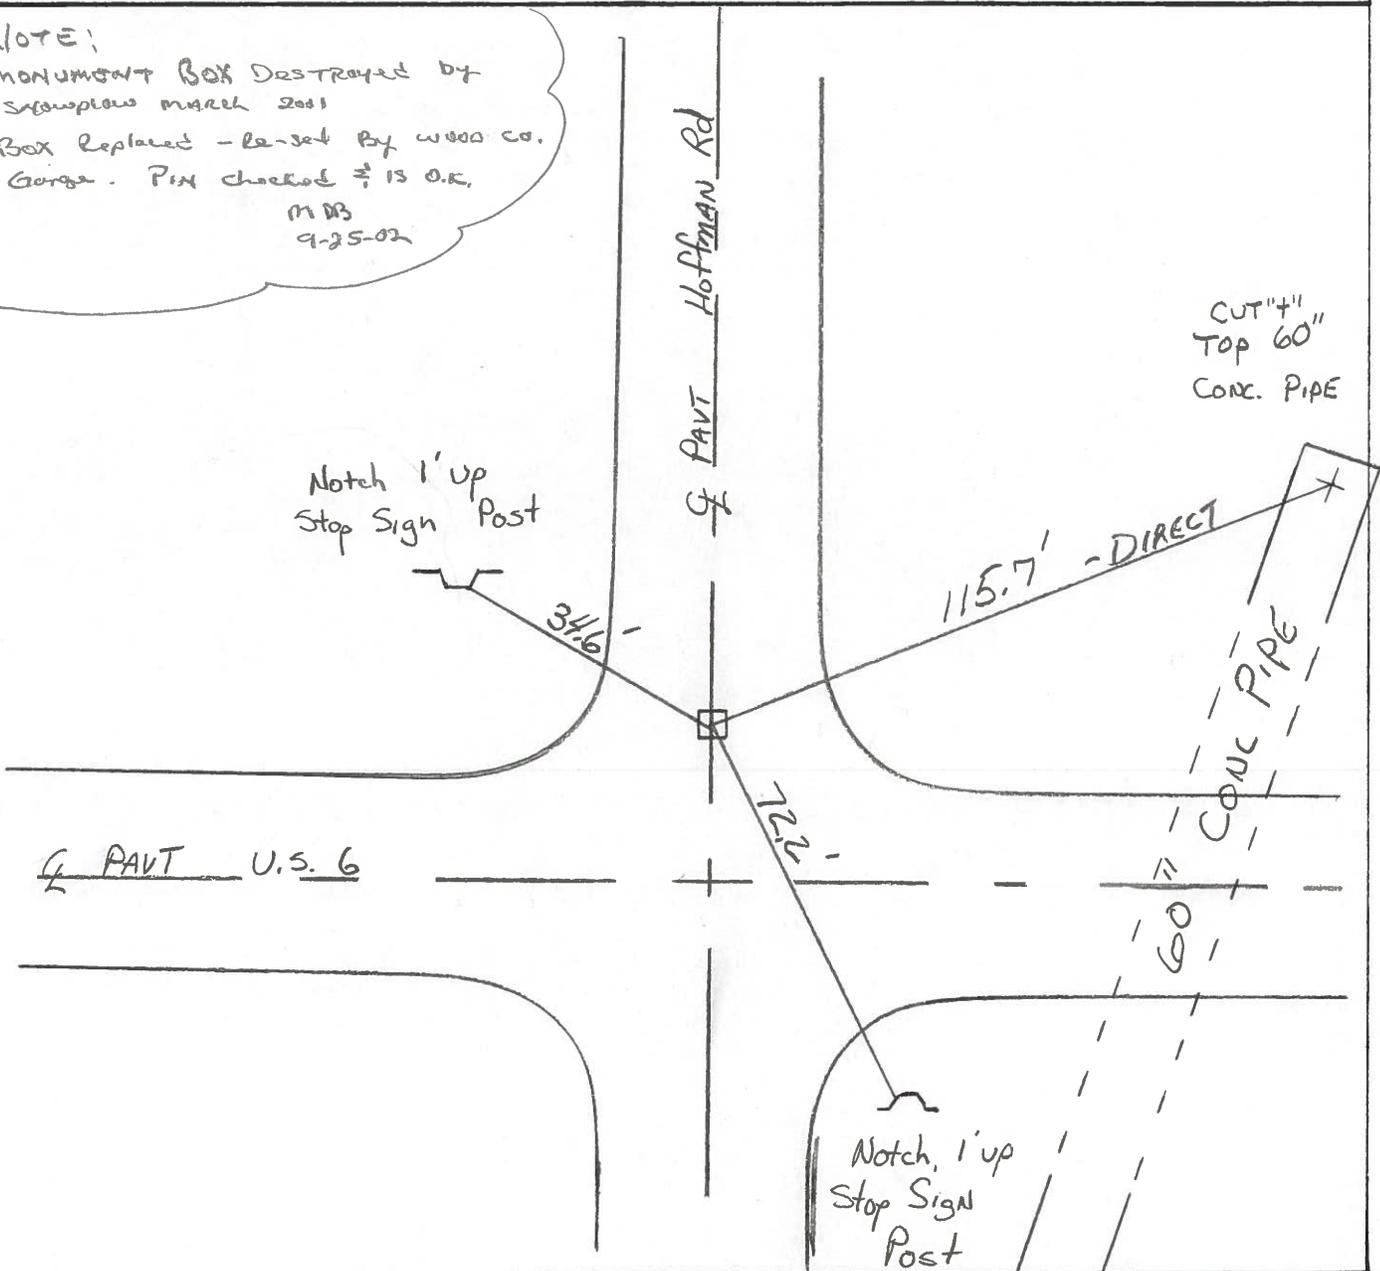 NOTE:
MONUMENT BOX DESTROYED by
SNOWPLOW MARCH 2001
BOX Replaced - Re-set By WOOD CO.
Garage. PIN checked & IS O.K.
MDB
9-25-02
℄ PAVT Hoffman Rd
CUT "+"
TOP 60"
CONC. PIPE
Notch 1' up
Stop Sign Post
34.6'
115.7' - DIRECT
60" CONC PIPE
72.2'
℄ PAVT U.S. 6
Notch, 1' up
Stop Sign
Post